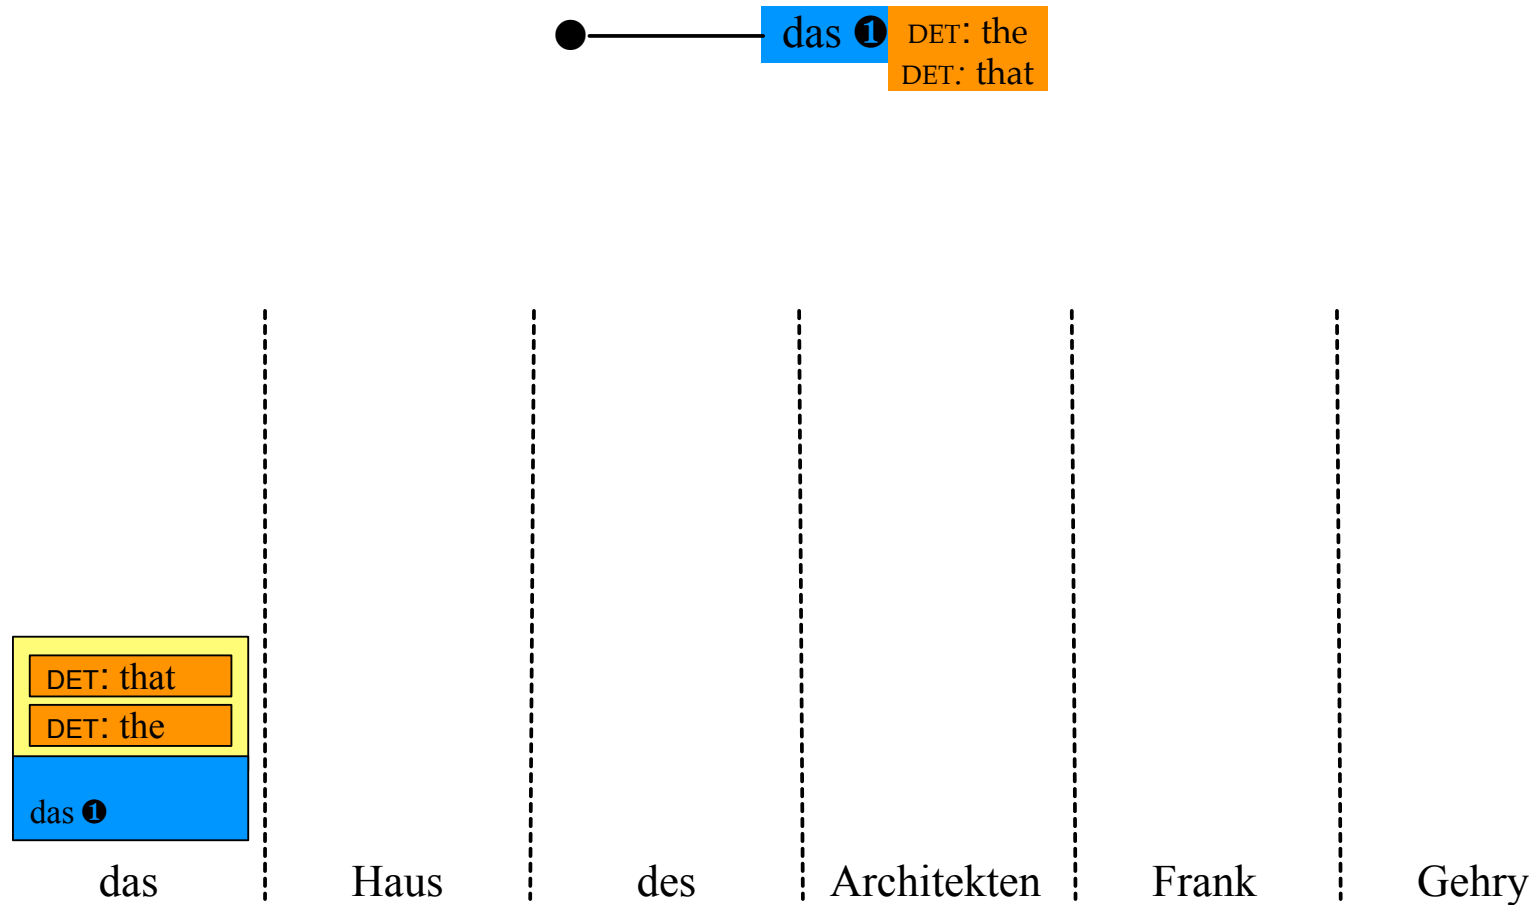 das ❶ DET: the
DET: that
DET: that
DET: the
das ❶
das Haus des Architekten Frank Gehry